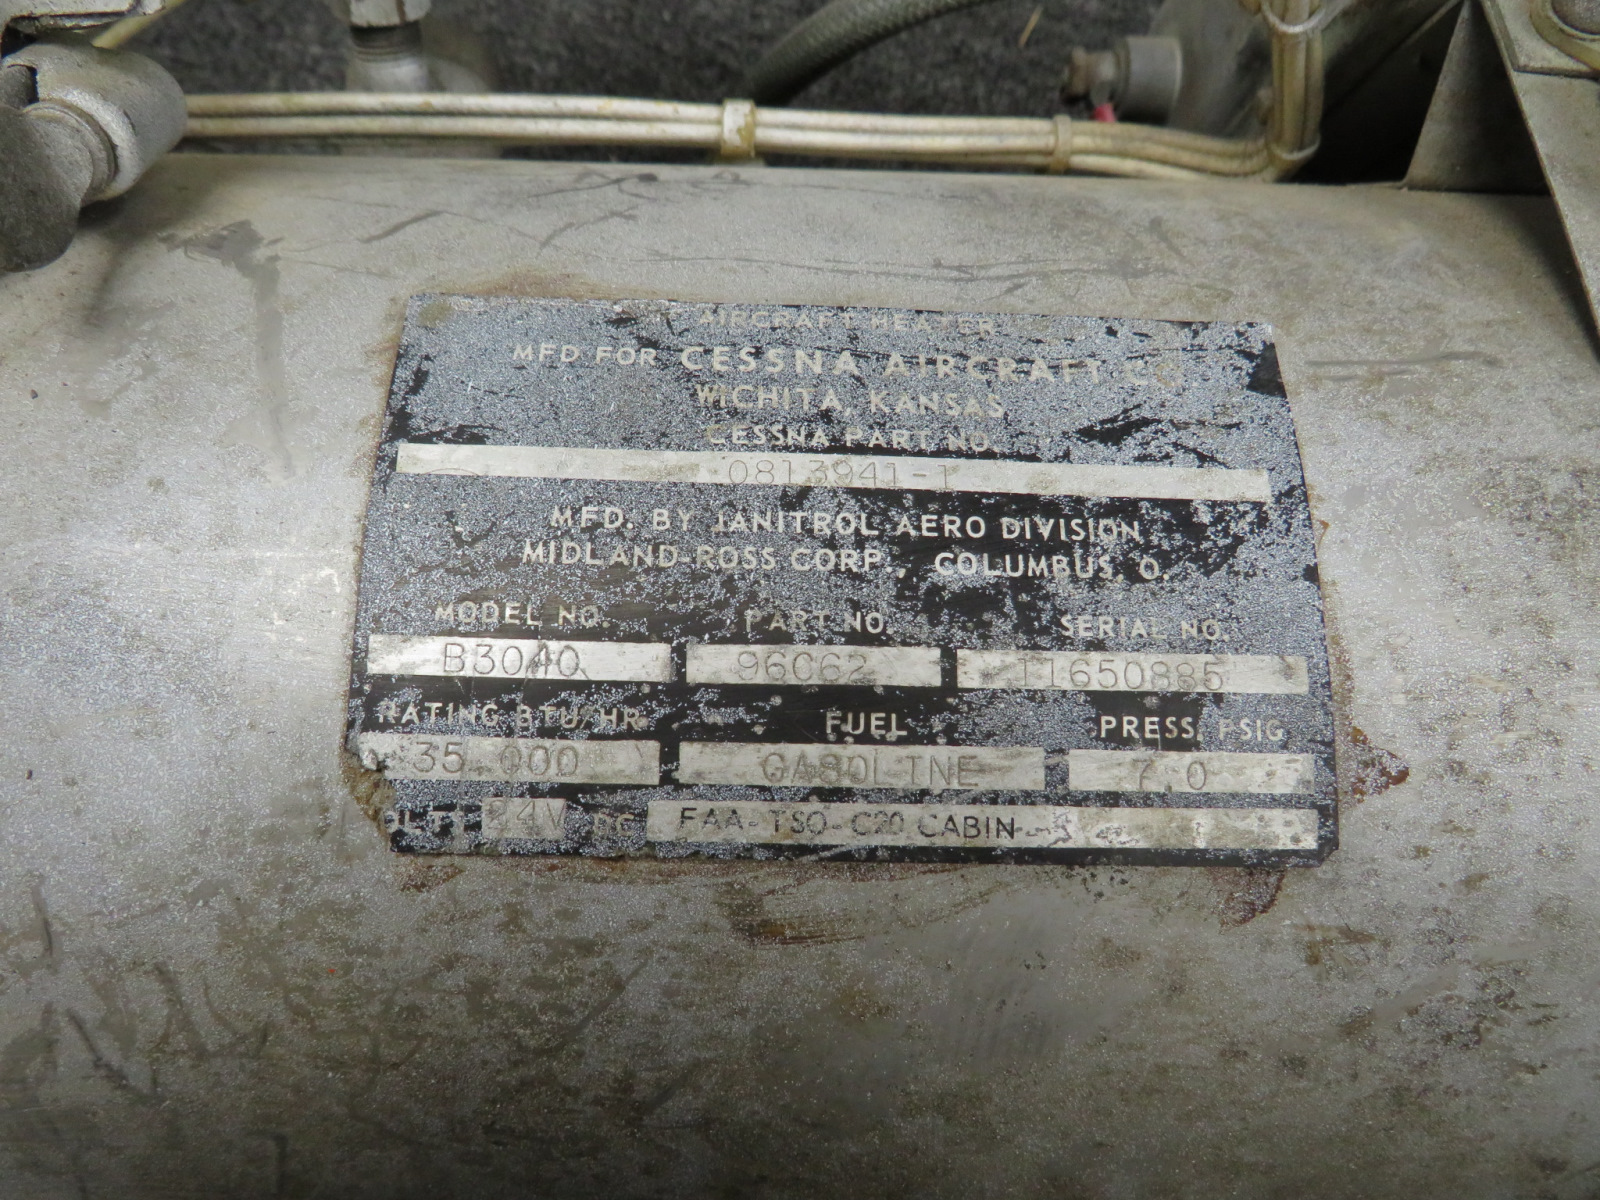 AIRCRAFT HEATER
MFD FOR CESSNA AIRCRAFT CO.
WICHITA, KANSAS
CESSNA PART NO.
0813941-1
MFD. BY JANITROL AERO DIVISION
MIDLAND-ROSS CORP., COLUMBUS, O.
MODEL NO. PART NO. SERIAL NO.
B3040 96C62 11650885
RATING BTU/HR. FUEL PRESS. PSIG
35 000 GASOLINE 7.0
24V DC FAA-TSO-C20 CABIN